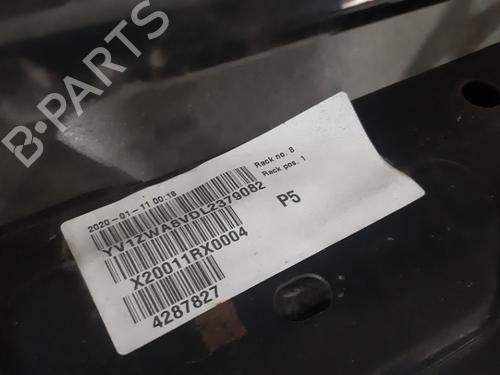 B-PARTS
2020-01-11 00:18
YV1ZWA8VDL2379082
X20011RX0004
4287827
Rack no. 8
Rack pos. 1
P5